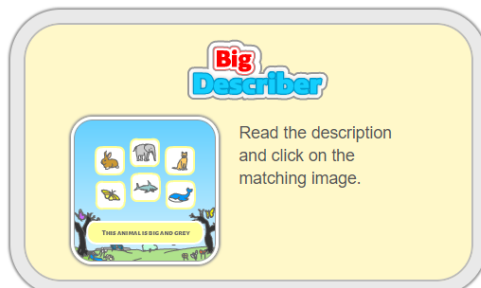 Big
Describer
Read the description
and click on the
matching image.
THIS ANIMAL IS BIG AND GREY